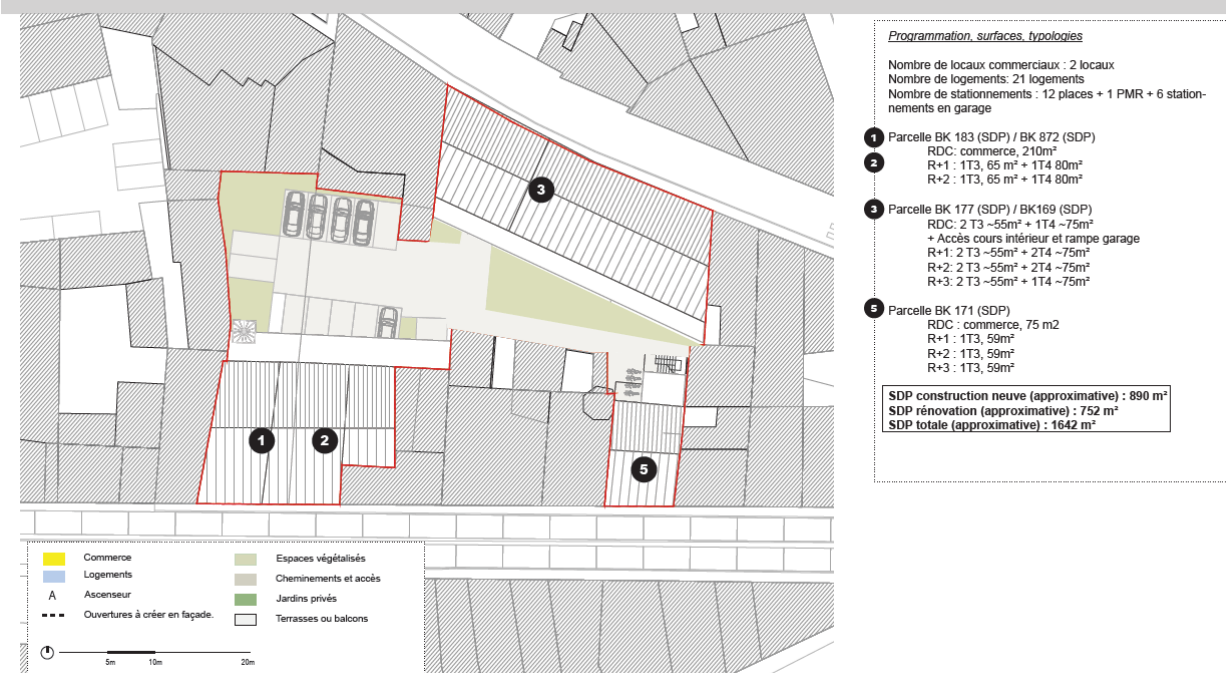 Programmation, surfaces, typologies
Nombre de locaux commerciaux : 2 locaux
Nombre de logements: 21 logements
Nombre de stationnements : 12 places + 1 PMR + 6 station-
nements en garage
1 Parcelle BK 183 (SDP) / BK 872 (SDP)
RDC: commerce, 210m²
2 R+1 : 1T3, 65 m² + 1T4 80m²
R+2 : 1T3, 65 m² + 1T4 80m²
3 Parcelle BK 177 (SDP) / BK169 (SDP)
RDC: 2 T3 ~55m² + 1T4 ~75m²
+ Accès cours intérieur et rampe garage
R+1: 2 T3 ~55m² + 2T4 ~75m²
R+2: 2 T3 ~55m² + 2T4 ~75m²
R+3: 2 T3 ~55m² + 1T4 ~75m²
5 Parcelle BK 171 (SDP)
RDC : commerce, 75 m2
R+1 : 1T3, 59m²
R+2 : 1T3, 59m²
R+3 : 1T3, 59m²
SDP construction neuve (approximative) : 890 m²
SDP rénovation (approximative) : 752 m²
SDP totale (approximative) : 1642 m²
3
1 2
5
Commerce
Logements
A Ascenseur
Ouvertures à créer en façade.
Espaces végétalisés
Cheminements et accès
Jardins privés
Terrasses ou balcons
5m 10m 20m